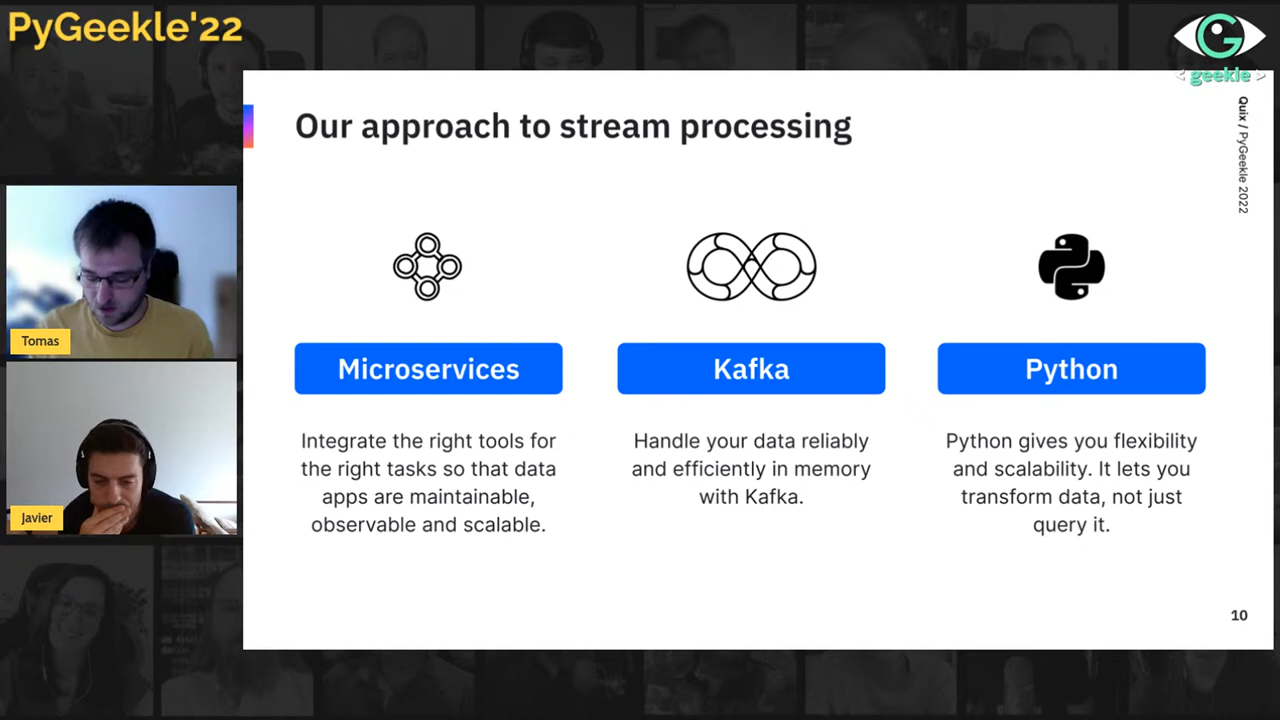 PyGeekle'22
G
< geekle >
Our approach to stream processing
Quix / PyGeekle 2022
Tomas
Javier
Microservices
Integrate the right tools for
the right tasks so that data
apps are maintainable,
observable and scalable.
Kafka
Handle your data reliably
and efficiently in memory
with Kafka.
Python
Python gives you flexibility
and scalability. It lets you
transform data, not just
query it.
10